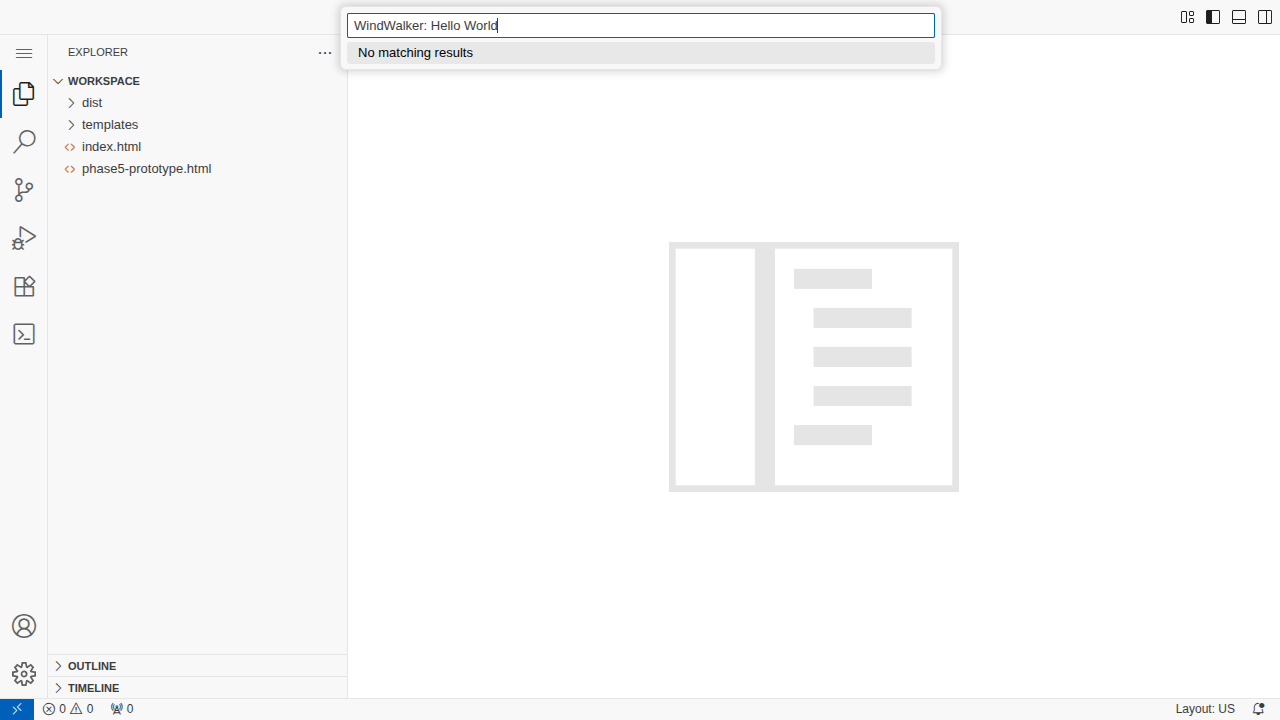 WindWalker: Hello World
No matching results
EXPLORER
WORKSPACE
dist
templates
index.html
phase5-prototype.html
OUTLINE
TIMELINE
0 0 0
Layout: US